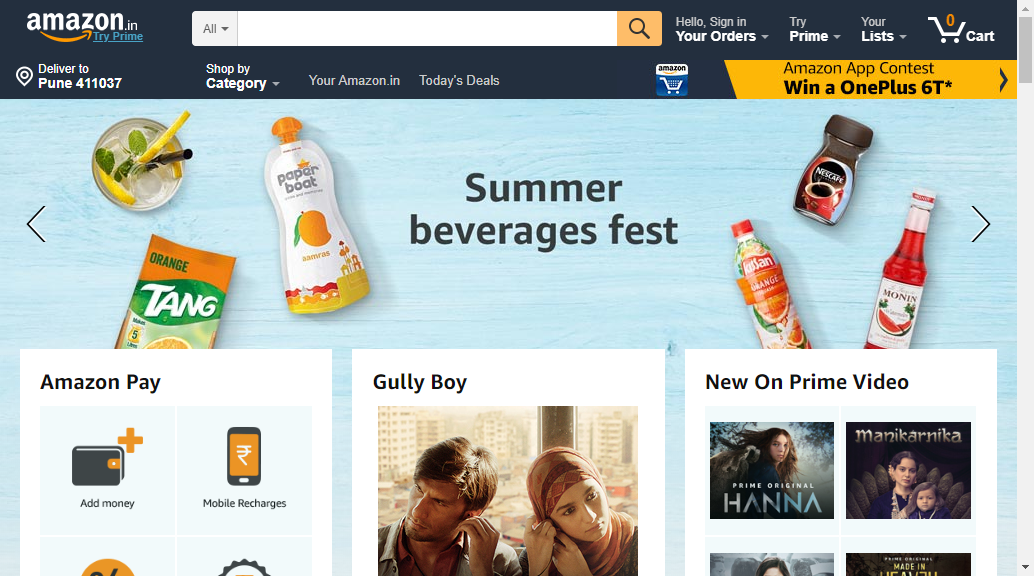 amazon.in
Try Prime
All
Hello, Sign in
Your Orders
Try
Prime
Your
Lists
0
Cart
Deliver to
Pune 411037
Shop by
Category
Your Amazon.in
Today's Deals
amazon
Amazon App Contest
Win a OnePlus 6T*
Summer
beverages fest
paper
boat
aamras
NESCAFÉ
ORANGE
TANG
5
ORANGE
MONIN
Amazon Pay
Gully Boy
New On Prime Video
Add money
Mobile Recharges
PRIME ORIGINAL
HANNA
Manikarnika
PRIME ORIGINAL
MADE IN
HEAVEN